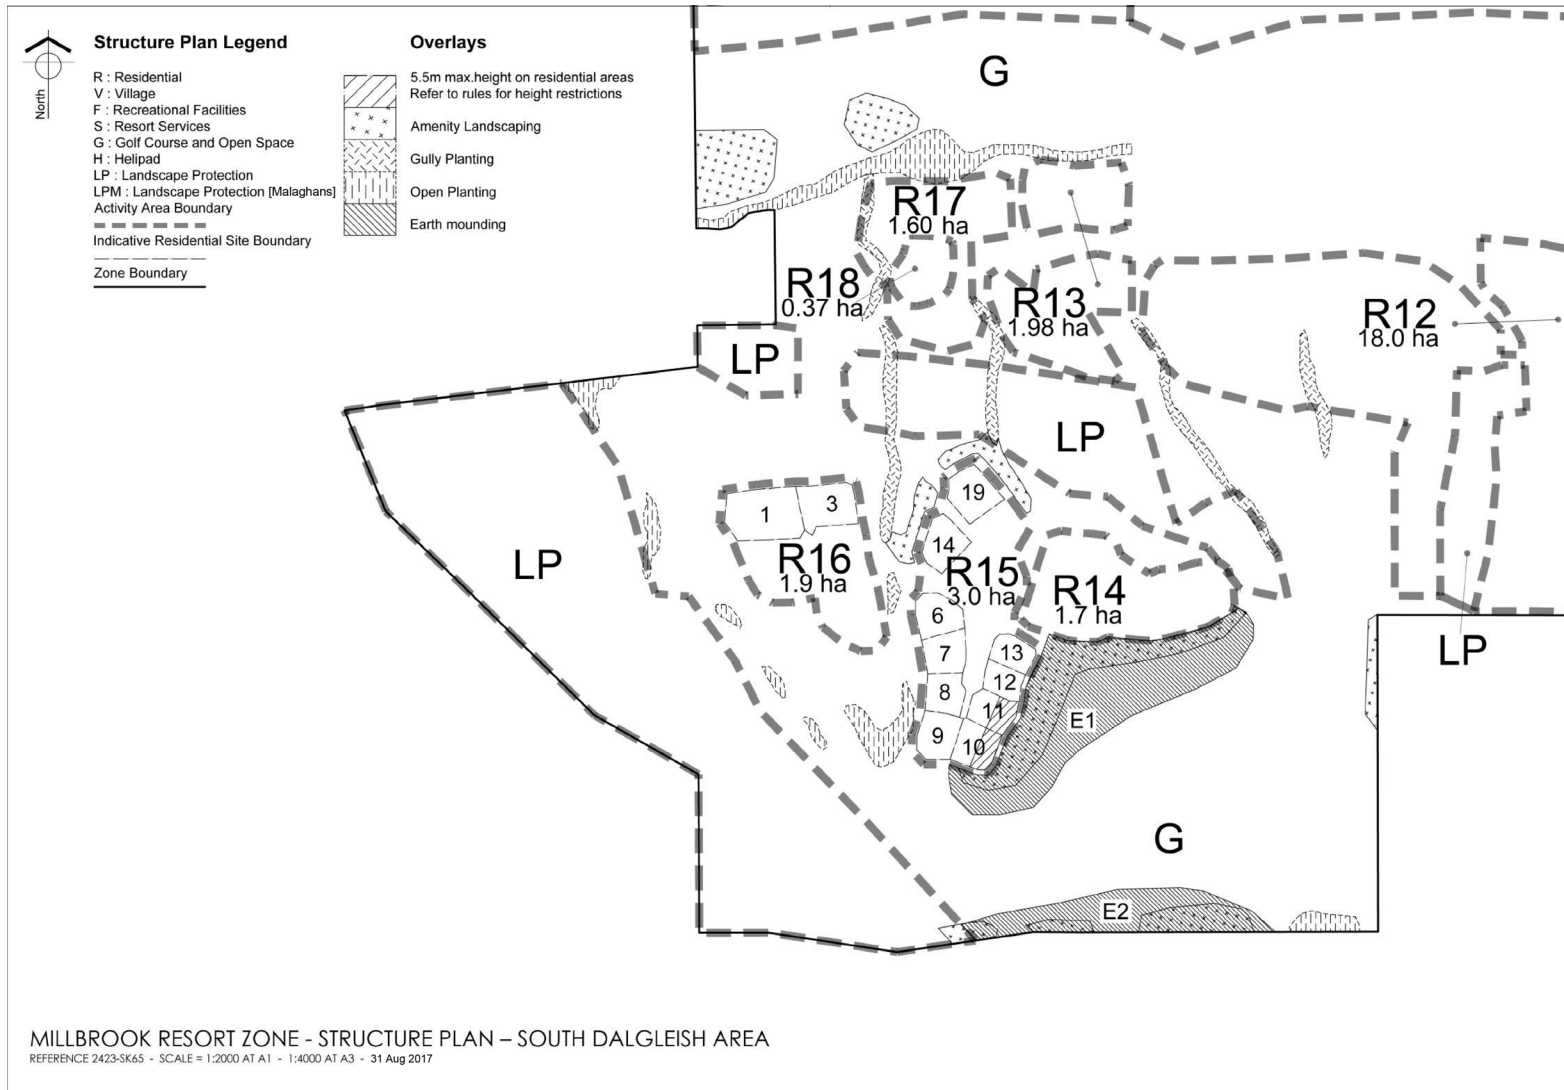 Structure Plan Legend
R : Residential
V : Village
F : Recreational Facilities
S : Resort Services
G : Golf Course and Open Space
H : Helipad
LP : Landscape Protection
LPM : Landscape Protection [Malaghans]
Activity Area Boundary
Indicative Residential Site Boundary
Zone Boundary
North
Overlays
5.5m max.height on residential areas
Refer to rules for height restrictions
Amenity Landscaping
Gully Planting
Open Planting
Earth mounding
G
R17
1.60 ha
R18
0.37 ha
R13
1.98 ha
R12
18.0 ha
LP
LP
19
1
3
14
LP
R16
1.9 ha
R15
3.0 ha
R14
1.7 ha
6
7
13
LP
8
12
11
E1
9
10
G
E2
MILLBROOK RESORT ZONE - STRUCTURE PLAN – SOUTH DALGLEISH AREA
REFERENCE 2423-SK65 - SCALE = 1:2000 AT A1 - 1:4000 AT A3 - 31 Aug 2017